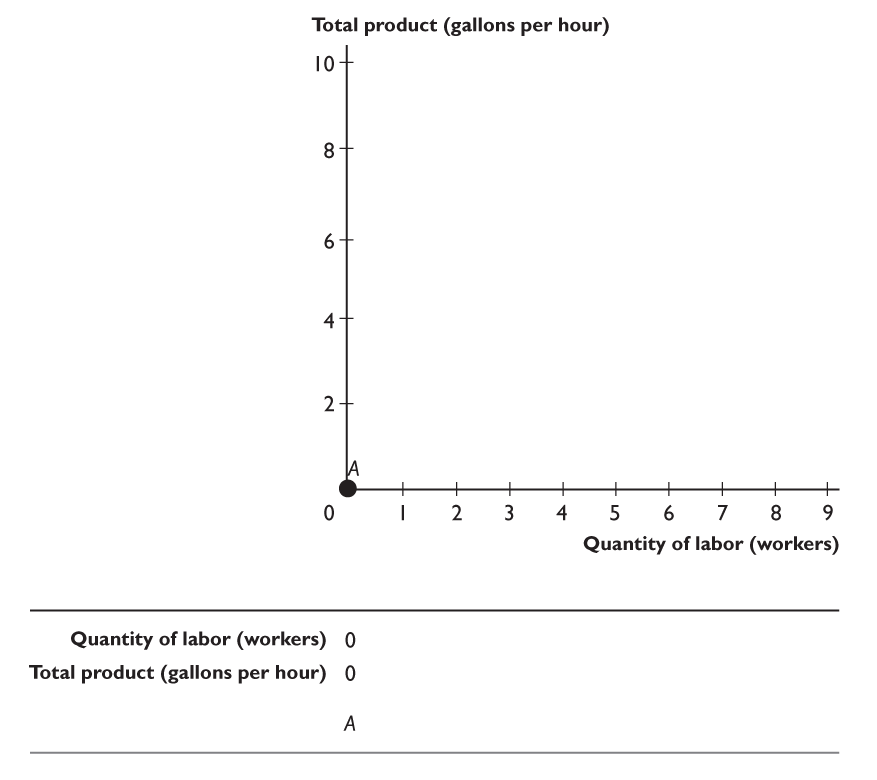 Total product (gallons per hour)
10
8
6
4
2
A
0 1 2 3 4 5 6 7 8 9
Quantity of labor (workers)
Quantity of labor (workers) 0
Total product (gallons per hour) 0
A